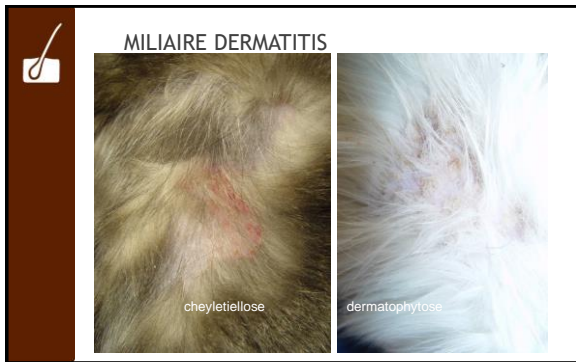 MILIAIRE DERMATITIS
cheyletiellose
dermatophytose